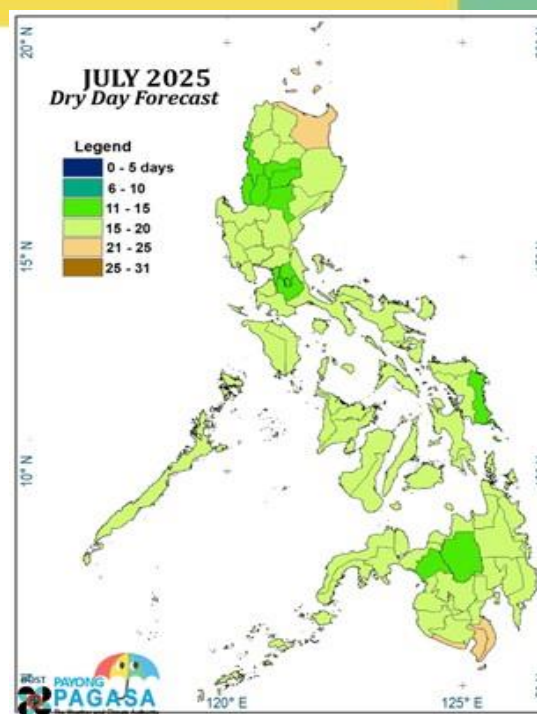 JULY 2025
Dry Day Forecast
Legend
0 - 5 days
6 - 10
11 - 15
15 - 20
21 - 25
25 - 31
20° N
15° N
10° N
120° E
125° E
DOST
PAYONG
PAGASA